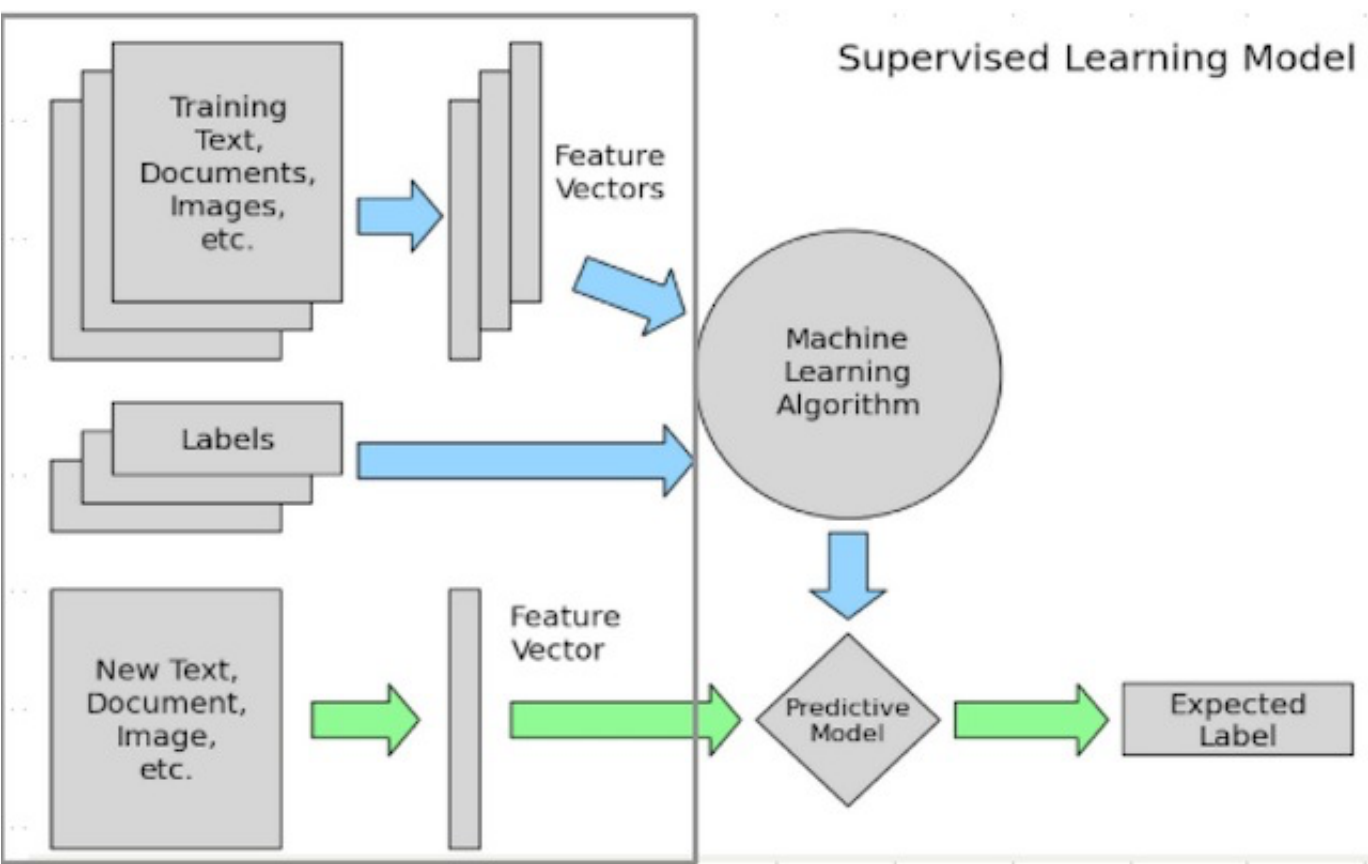 Supervised Learning Model
Training
Text,
Documents,
Images,
etc.
Feature
Vectors
Machine
Learning
Algorithm
Labels
New Text,
Document,
Image,
etc.
Feature
Vector
Predictive
Model
Expected
Label